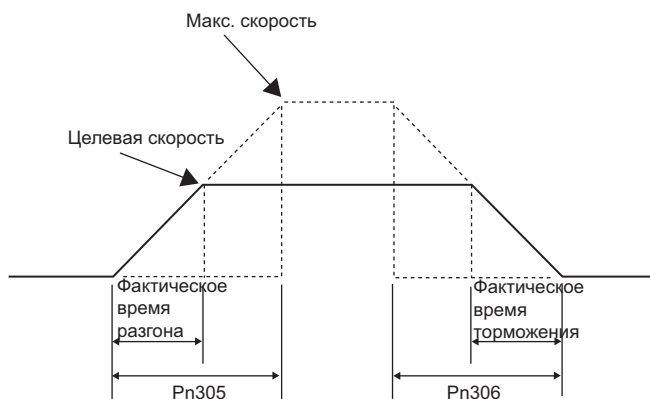 Макс. скорость
Целевая скорость
Фактическое
время
разгона
Фактическое
время
торможения
Pn305
Pn306